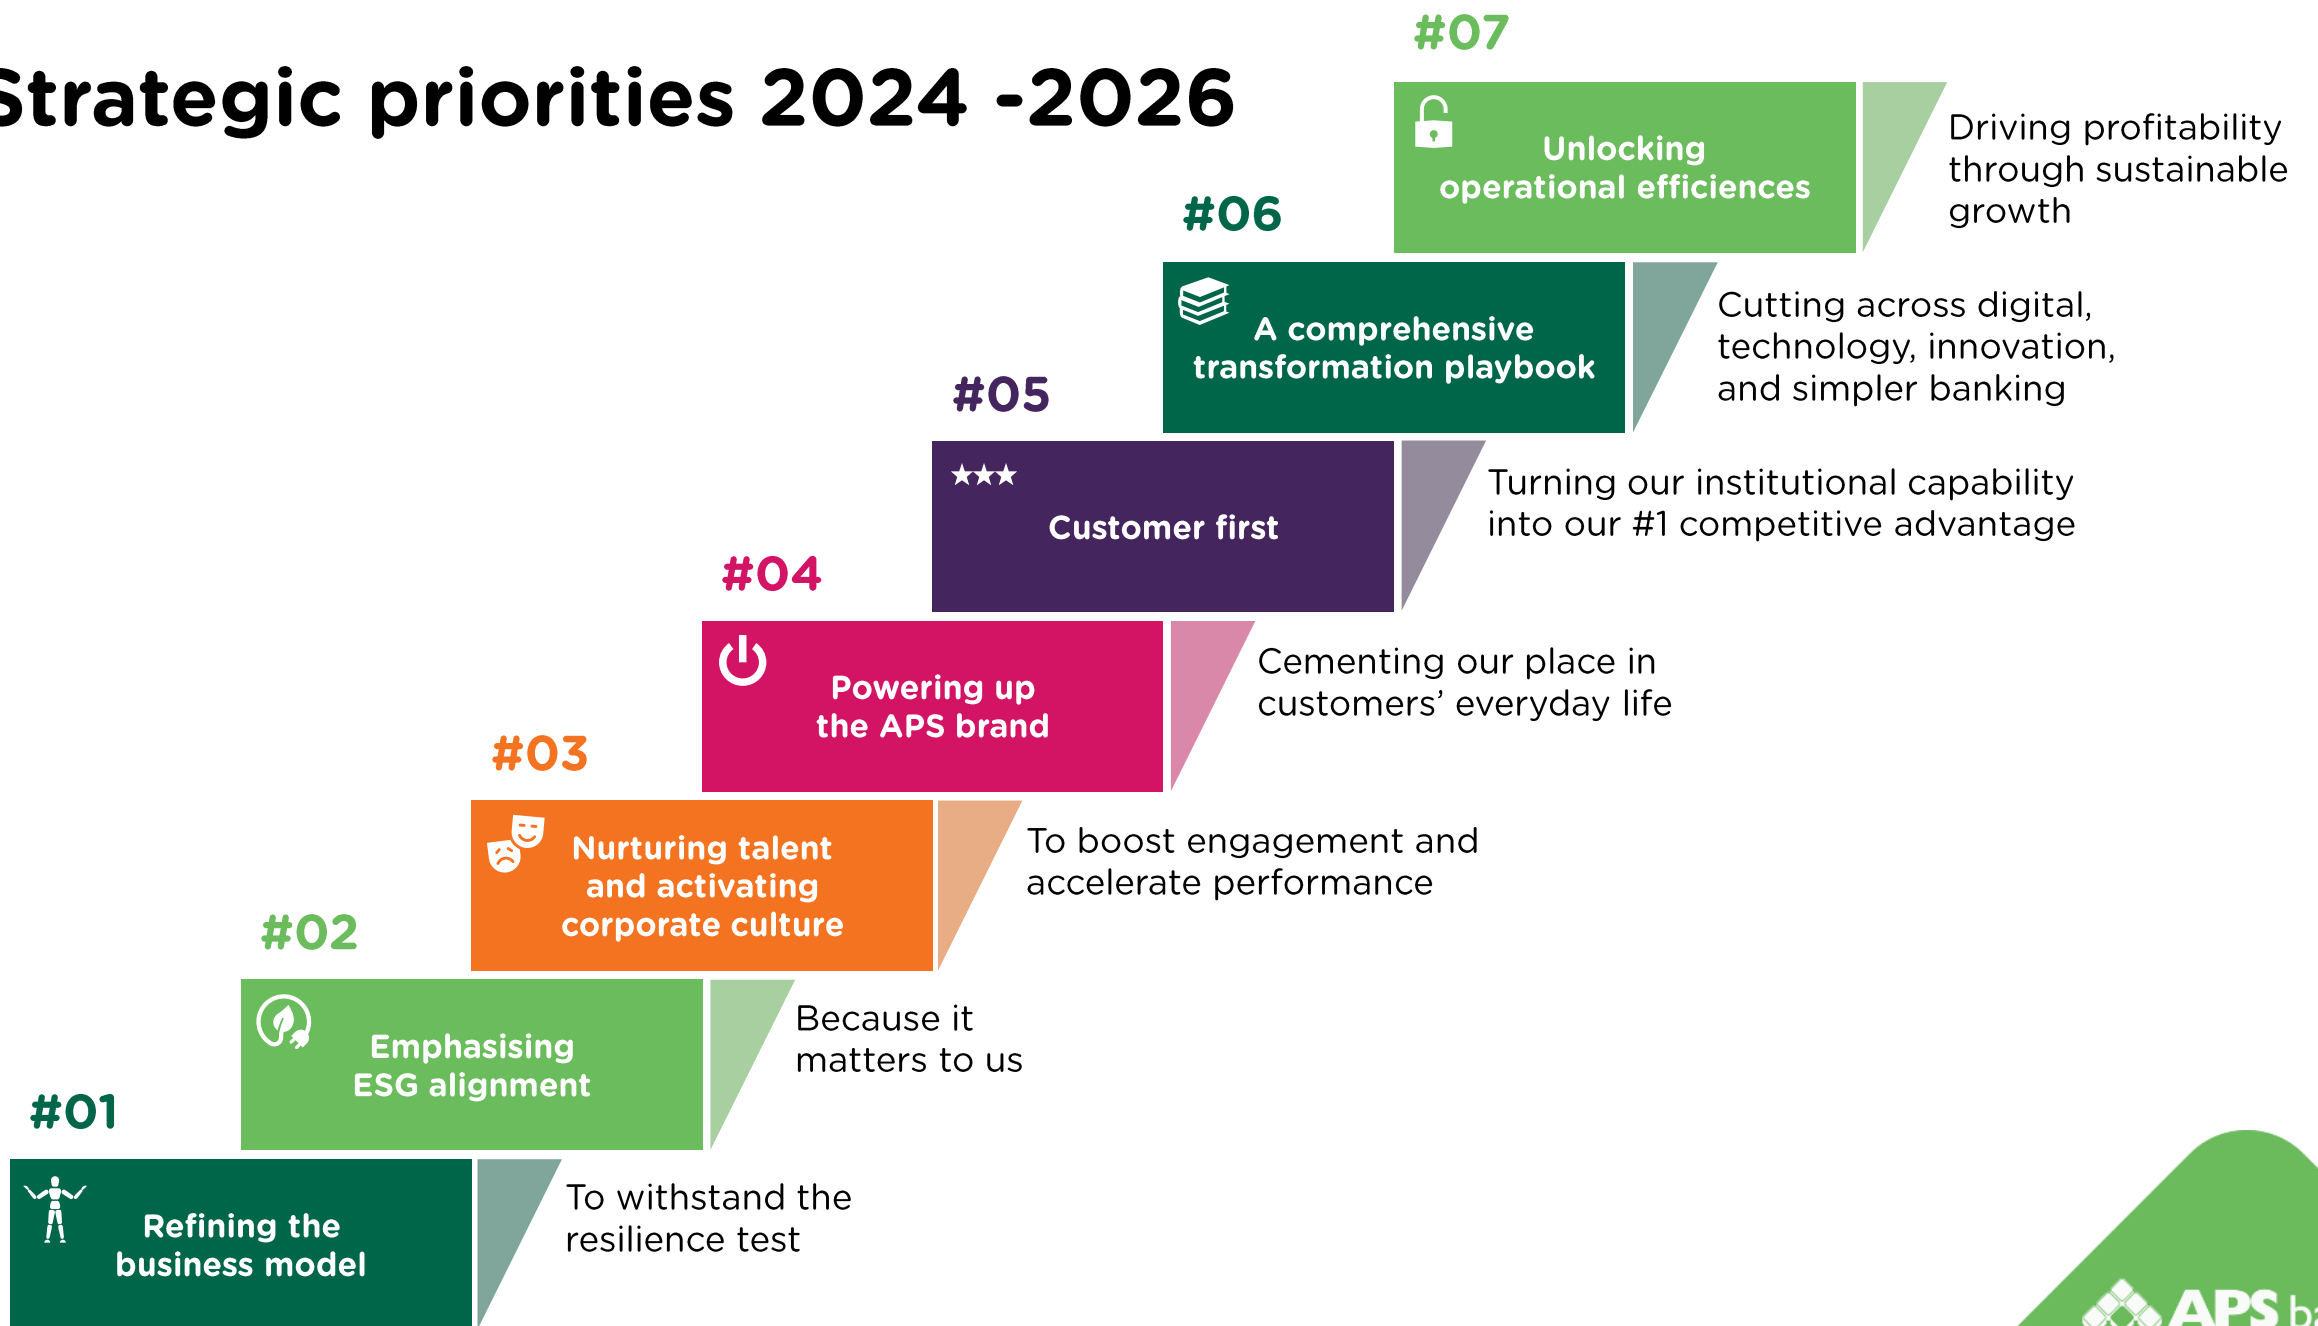 Strategic priorities 2024 -2026
#07
Unlocking
operational efficiences
Driving profitability
through sustainable
growth
#06
A comprehensive
transformation playbook
Cutting across digital,
technology, innovation,
and simpler banking
#05
Customer first
Turning our institutional capability
into our #1 competitive advantage
#04
Powering up
the APS brand
Cementing our place in
customers’ everyday life
#03
Nurturing talent
and activating
corporate culture
To boost engagement and
accelerate performance
#02
Emphasising
ESG alignment
Because it
matters to us
#01
Refining the
business model
To withstand the
resilience test
APS